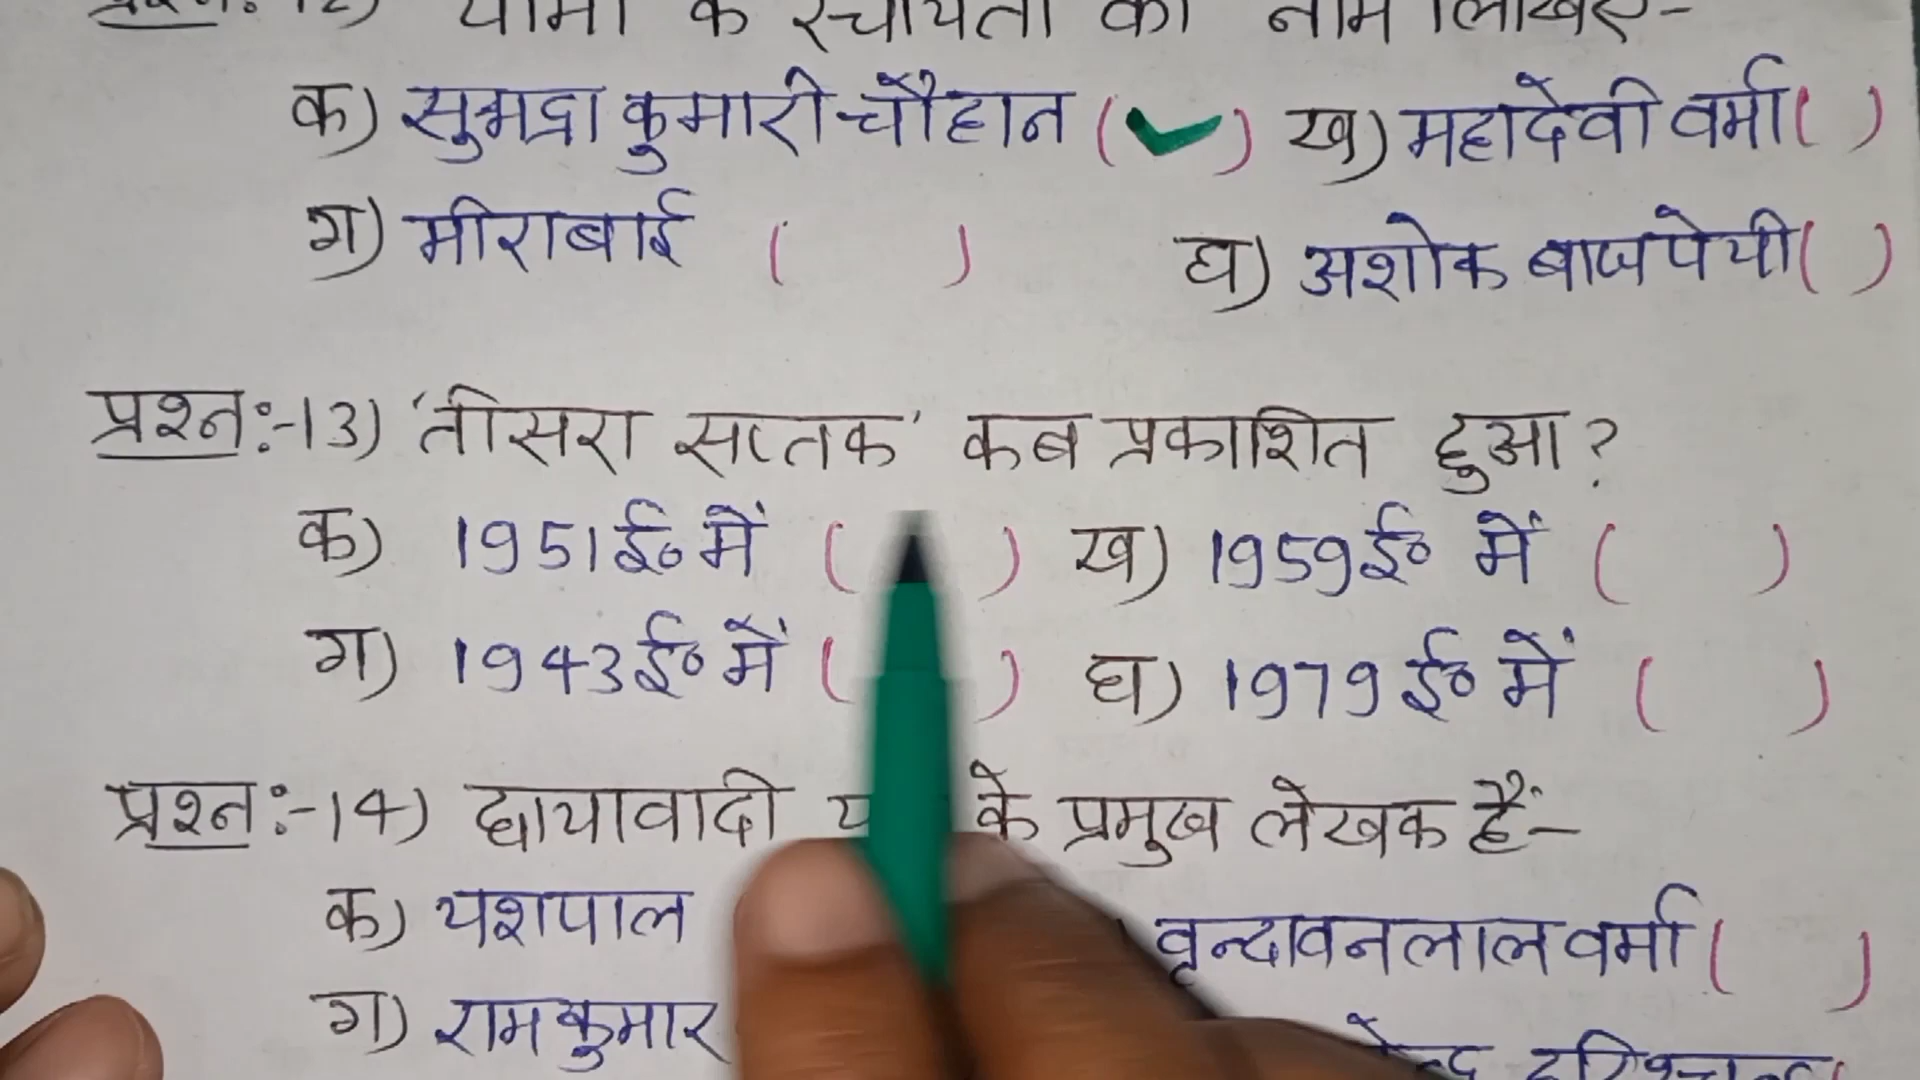 यामा के रचयिता का नाम लिखिए-
क) सुभद्रा कुमारी चौहान (✓) ख) महादेवी वर्मा ( )
ग) मीराबाई ( ) घ) अशोक बाजपेयी ( )
प्रश्न:-13) 'तीसरा सप्तक' कब प्रकाशित हुआ?
क) 1951 ई० में ( ) ख) 1959 ई० में ( )
ग) 1943 ई० में ( ) घ) 1979 ई० में ( )
प्रश्न:-14) छायावादी के प्रमुख लेखक हैं-
क) यशपाल वृन्दावनलाल वर्मा ( )
ग) रामकुमार